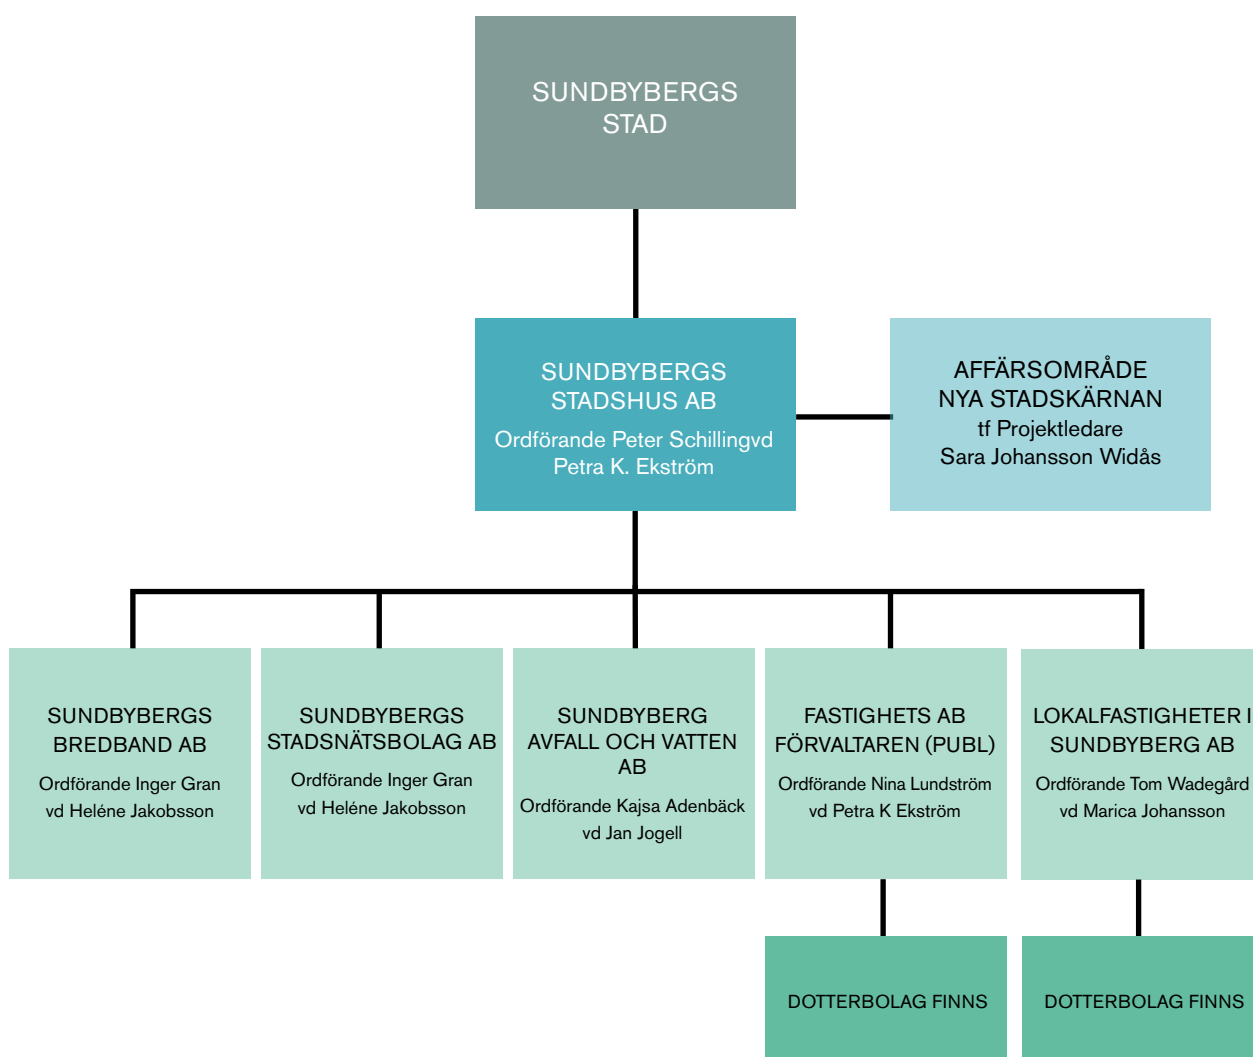 SUNDBYBERGS
STAD
SUNDBYBERGS
STADSHUS AB
Ordförande Peter Schillingvd
Petra K. Ekström
AFFÄRSOMRÅDE
NYA STADSKÄRNAN
tf Projektledare
Sara Johansson Widås
SUNDBYBERGS
BREDBAND AB
Ordförande Inger Gran
vd Heléne Jakobsson
SUNDBYBERGS
STADSNÄTSBOLAG AB
Ordförande Inger Gran
vd Heléne Jakobsson
SUNDBYBERG
AVFALL OCH VATTEN
AB
Ordförande Kajsa Adenbäck
vd Jan Jogell
FASTIGHETS AB
FÖRVALTAREN (PUBL)
Ordförande Nina Lundström
vd Petra K Ekström
LOKALFASTIGHETER I
SUNDBYBERG AB
Ordförande Tom Wadegård
vd Marica Johansson
DOTTERBOLAG FINNS
DOTTERBOLAG FINNS